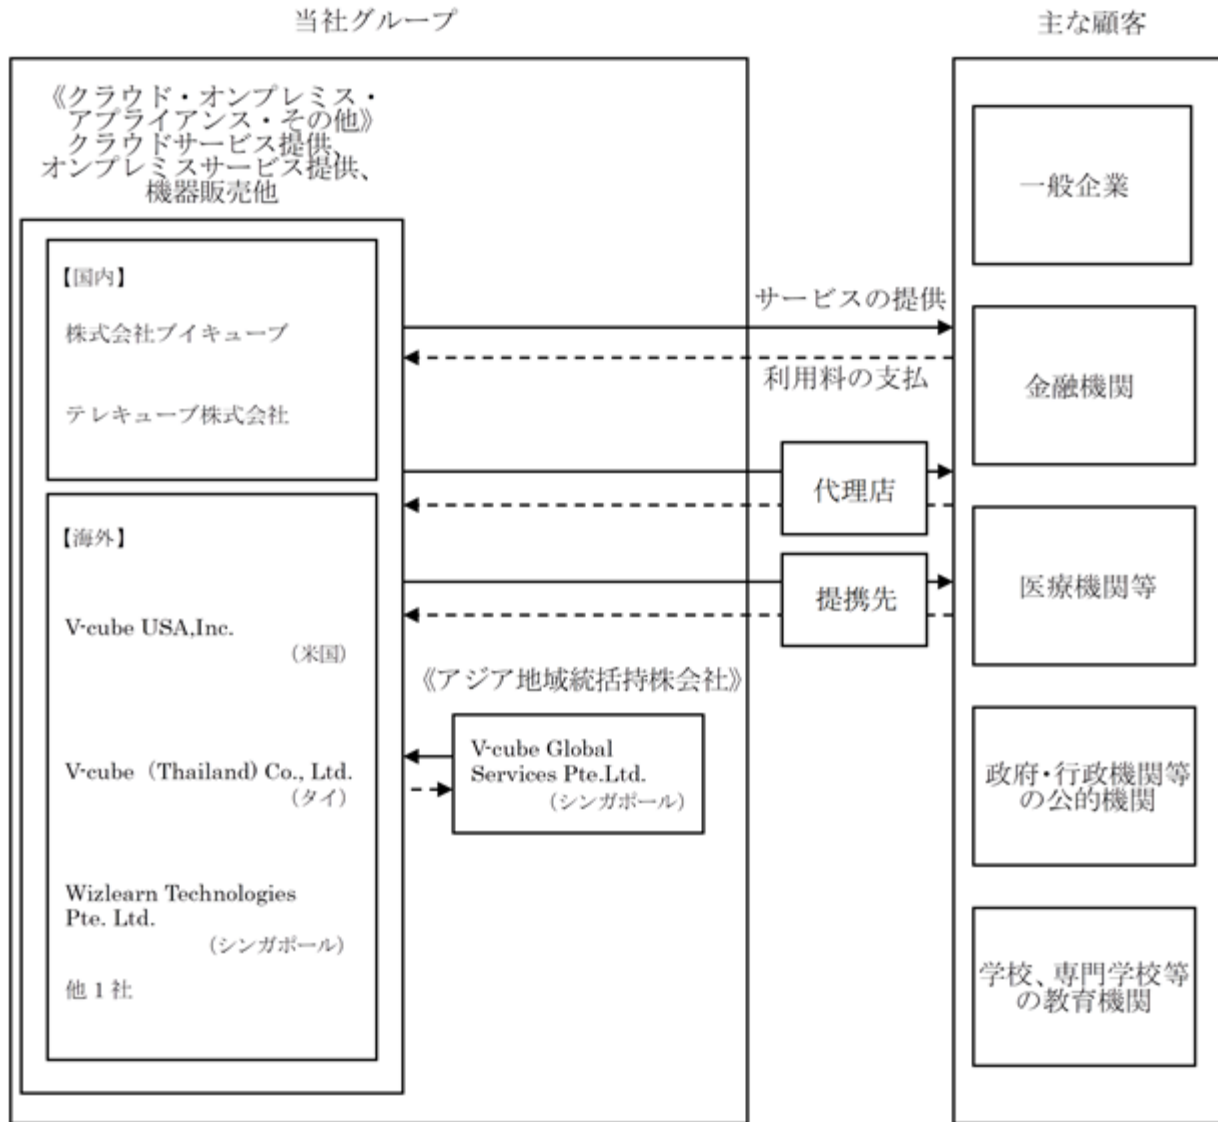 当社グループ
主な顧客
《クラウド・オンプレミス・
アプライアンス・その他》
クラウドサービス提供、
オンプレミスサービス提供、
機器販売他
【国内】
株式会社ブイキューブ
テレキューブ株式会社
【海外】
V-cube USA,Inc.
（米国）
V-cube（Thailand) Co., Ltd.
（タイ）
Wizlearn Technologies
Pte. Ltd.
（シンガポール）
他１社
《アジア地域統括持株会社》
V-cube Global
Services Pte.Ltd.
（シンガポール）
サービスの提供
利用料の支払
代理店
提携先
一般企業
金融機関
医療機関等
政府・行政機関等
の公的機関
学校、専門学校等
の教育機関